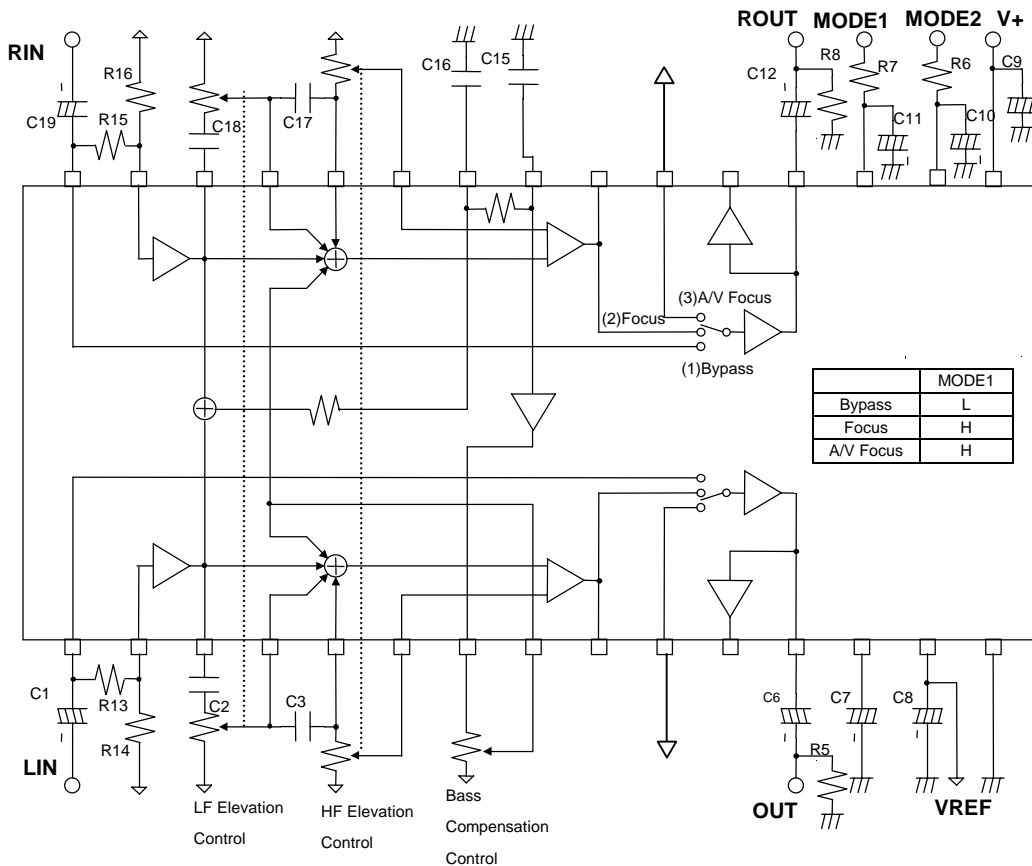 ROUT MODE1 MODE2 V+
RIN
R16
C16
C15
R8
R7
R6
C9
C12
C19
R15
C18
C17
C11
C10
(3)A/V Focus
(2)Focus
(1)Bypass
MODE1
Bypass L
Focus H
A/V Focus H
C1
R13
C2
C3
C6
C7
C8
R14
R5
LIN
LF Elevation
Control
HF Elevation
Control
Bass
Compensation
Control
OUT
VREF